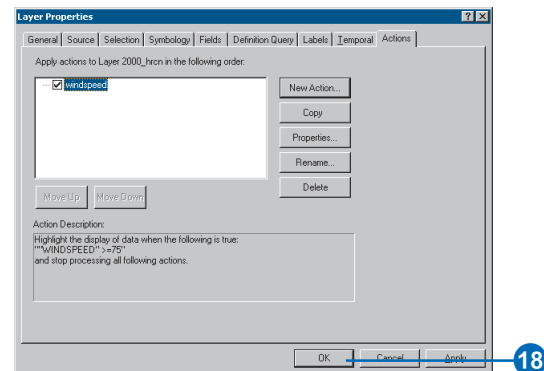 Layer Properties
General Source Selection Symbology Fields Definition Query Labels Temporal Actions
Apply actions to Layer 2000_hrcn in the following order:
windspeed
New Action...
Copy
Properties...
Rename...
Delete
Move Up Move Down
Action Description:
Highlight the display of data when the following is true:
""WINDSPEED" >=75"
and stop processing all following actions.
OK Cancel Apply
18